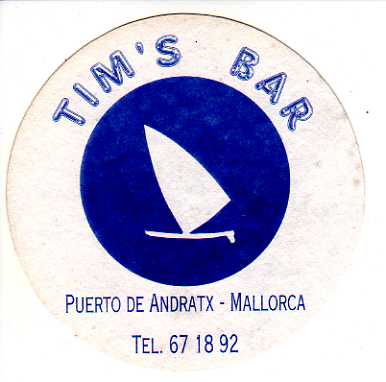 TIM'S BAR
PUERTO DE ANDRATX - MALLORCA
TEL. 67 18 92